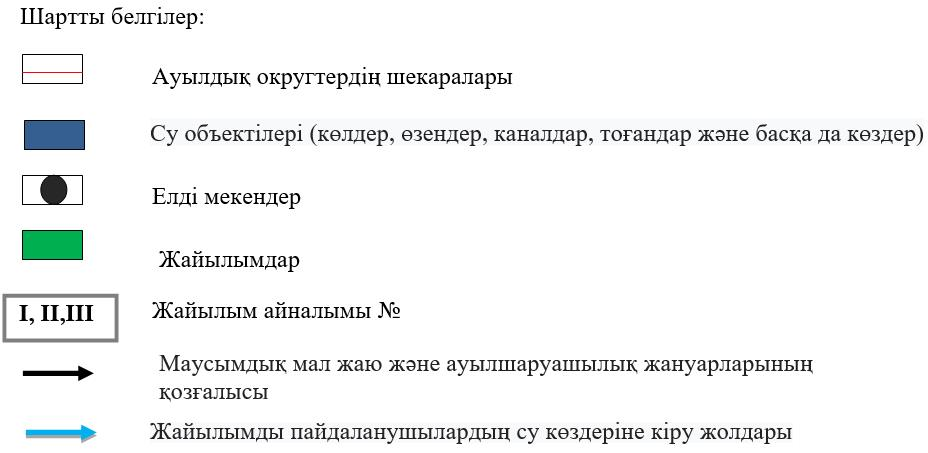 Шартты белгілер:
Ауылдық округтердің шекаралары
Су объектілері (көлдер, өзендер, каналдар, тоғандар және басқа да көздер)
Елді мекендер
Жайылымдар
I, II,III Жайылым айналымы №
Маусымдық мал жаю және ауылшаруашылық жануарларының
қозғалысы
Жайылымды пайдаланушылардың су көздеріне кіру жолдары